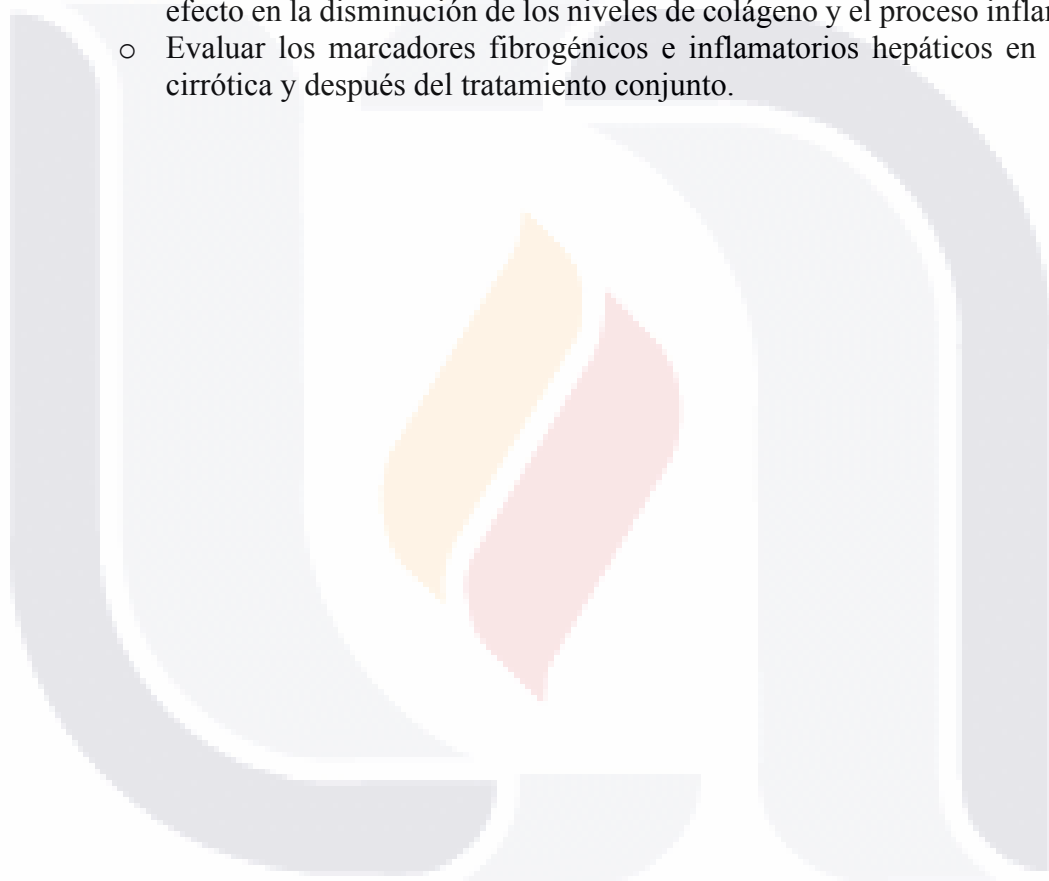 efecto en la disminución de los niveles de colágeno y el proceso
o Evaluar los marcadores fibrogénicos e inflamatorios hepáticos en
cirrótica y después del tratamiento conjunto.